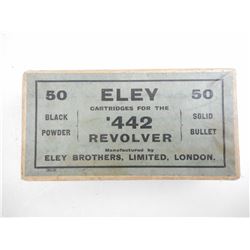 50 ELEY 50
CARTRIDGES FOR THE
BLACK POWDER '442 SOLID BULLET
REVOLVER
Manufactured by
ELEY BROTHERS, LIMITED, LONDON.